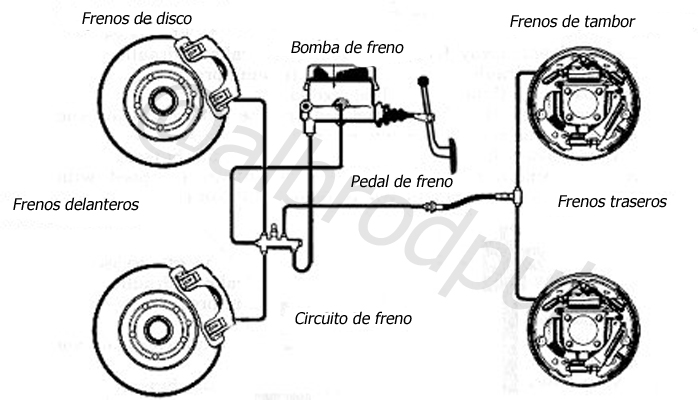 Frenos de disco
Bomba de freno
Frenos de tambor
Pedal de freno
Frenos delanteros
Frenos traseros
Circuito de freno